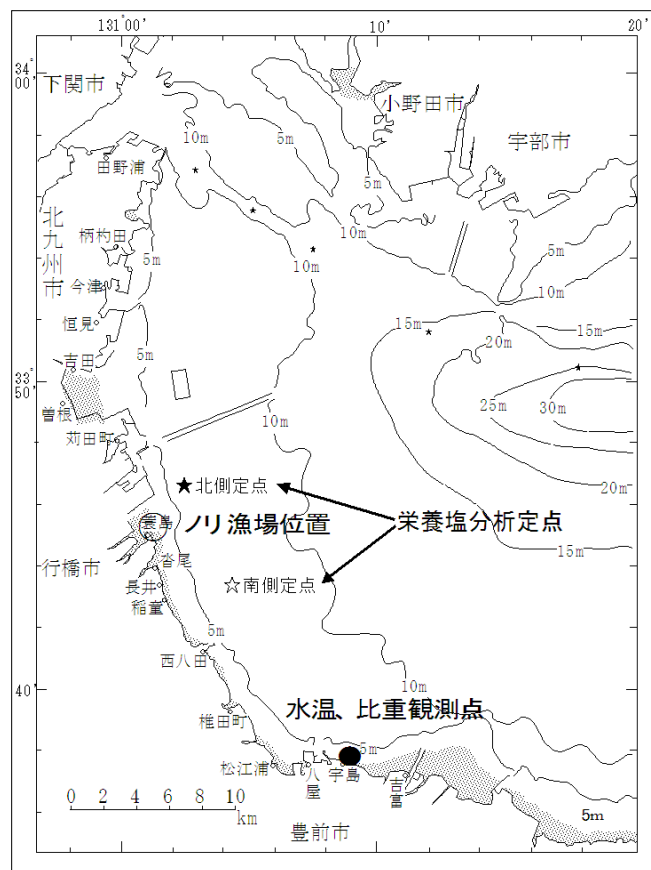 131°00′
10′
20′
34°
00′
下関市
小野田市
宇部市
5m
10m
5m
田野浦
北九州市
柄杓田
5m
10m
10m
5m
10m
今津
恒見
15m
15m
20m
吉田
5m
50′
25m
30m
曽根
10m
苅田町
20m
★北側定点
栄養塩分析定点
ノリ漁場位置
蓑島
15m
行橋市
沓尾
長井
☆南側定点
稲童
5m
西八田
40′
10m
水温、比重観測点
椎田町
5m
松江浦
八屋
宇島
吉富
0 2 4 6 8 10
km
豊前市
5m